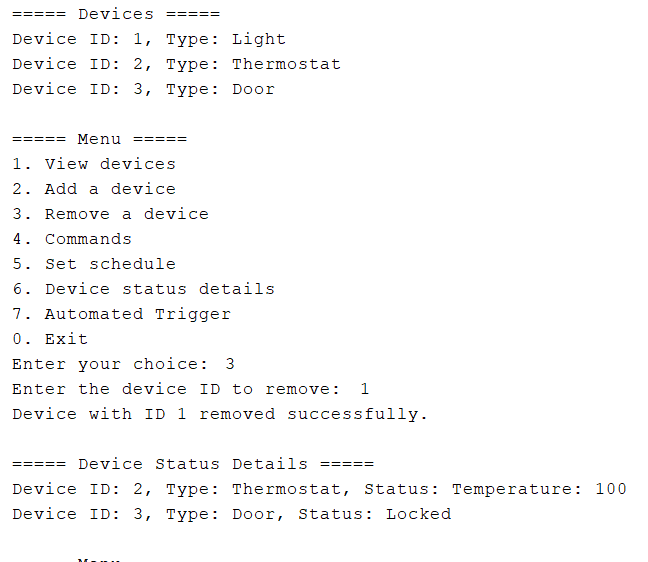 ===== Devices =====
Device ID: 1, Type: Light
Device ID: 2, Type: Thermostat
Device ID: 3, Type: Door
===== Menu =====
1. View devices
2. Add a device
3. Remove a device
4. Commands
5. Set schedule
6. Device status details
7. Automated Trigger
0. Exit
Enter your choice: 3
Enter the device ID to remove: 1
Device with ID 1 removed successfully.
===== Device Status Details =====
Device ID: 2, Type: Thermostat, Status: Temperature: 100
Device ID: 3, Type: Door, Status: Locked